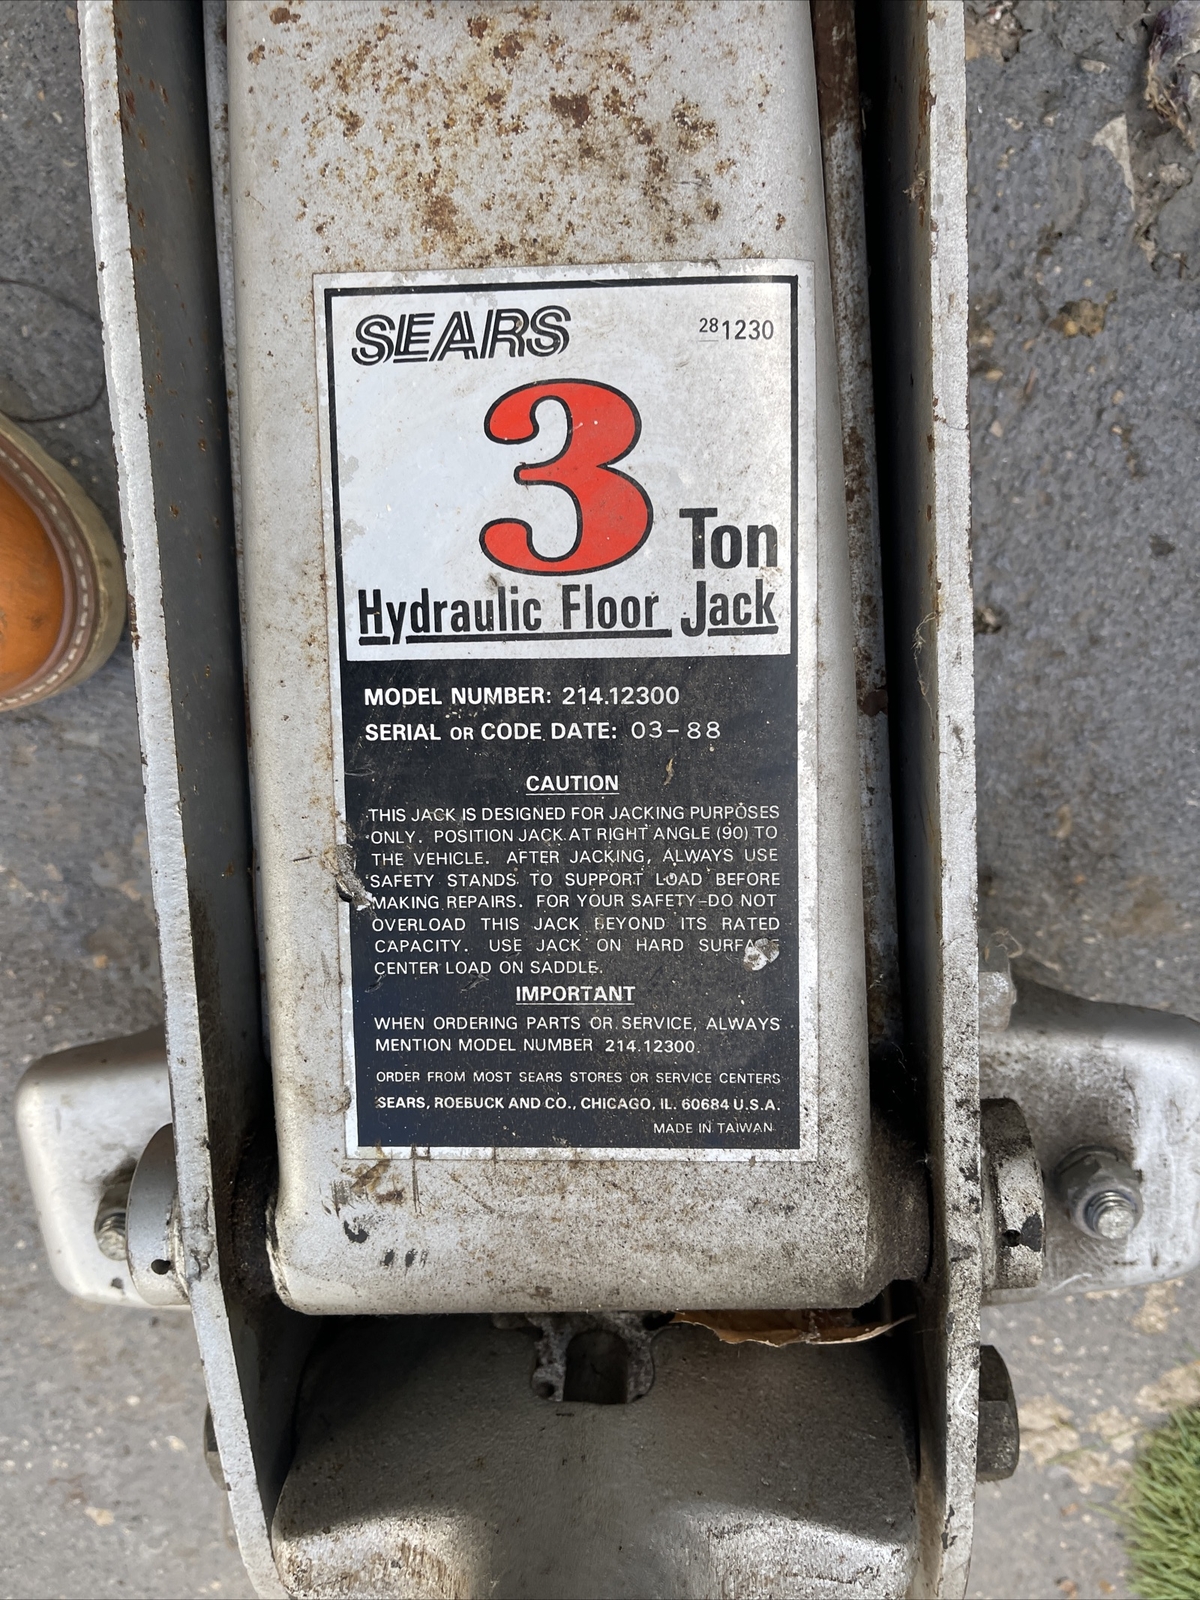 SEARS
28 1230
3
Ton
Hydraulic Floor Jack
MODEL NUMBER: 214.12300
SERIAL OR CODE DATE: 03-88
CAUTION
THIS JACK IS DESIGNED FOR JACKING PURPOSES
ONLY. POSITION JACK AT RIGHT ANGLE (90) TO
THE VEHICLE. AFTER JACKING, ALWAYS USE
SAFETY STANDS TO SUPPORT LOAD BEFORE
MAKING REPAIRS. FOR YOUR SAFETY-DO NOT
OVERLOAD THIS JACK BEYOND ITS RATED
CAPACITY. USE JACK ON HARD SURFACE
CENTER LOAD ON SADDLE.
IMPORTANT
WHEN ORDERING PARTS OR SERVICE, ALWAYS
MENTION MODEL NUMBER 214.12300.
ORDER FROM MOST SEARS STORES OR SERVICE CENTERS
SEARS, ROEBUCK AND CO., CHICAGO, IL. 60684 U.S.A.
MADE IN TAIWAN